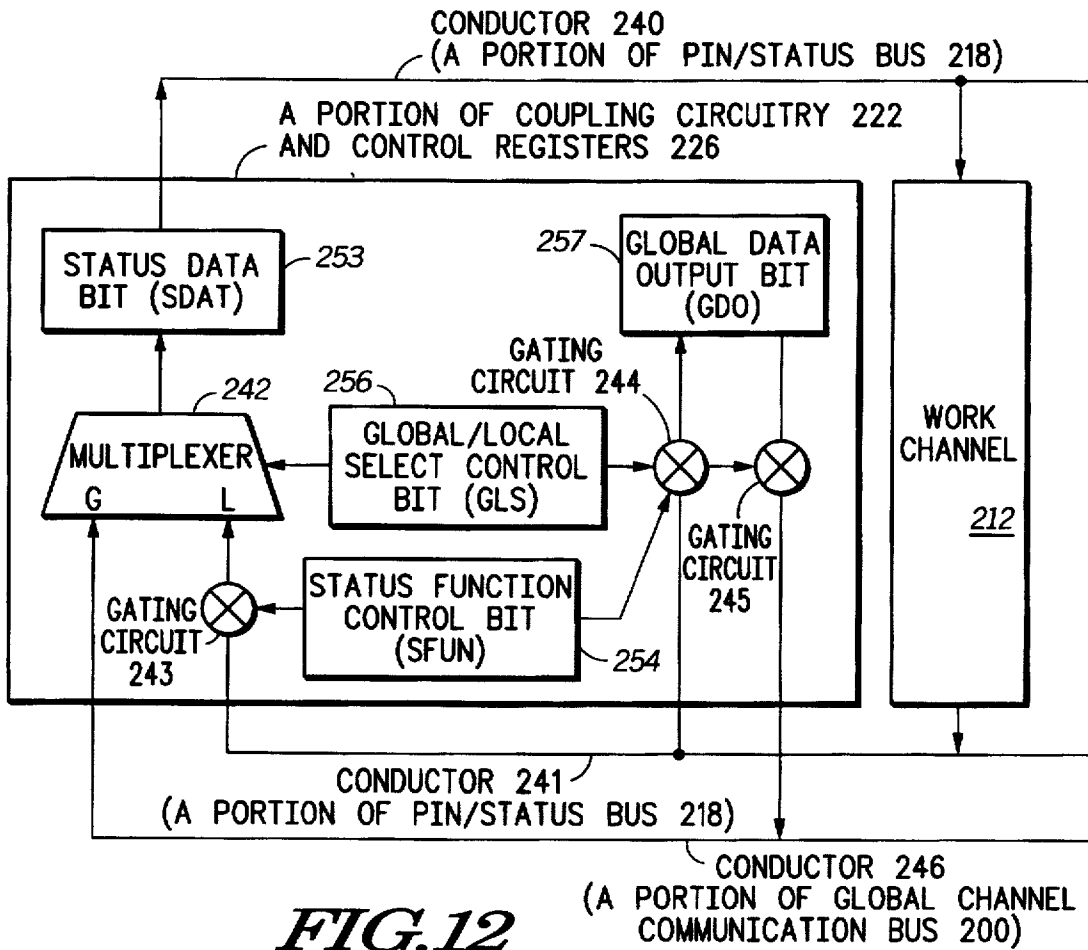 CONDUCTOR 240
(A PORTION OF PIN/STATUS BUS 218)
A PORTION OF COUPLING CIRCUITRY 222
AND CONTROL REGISTERS 226
STATUS DATA
BIT (SDAT)
253
257
GLOBAL DATA
OUTPUT BIT
(GDO)
GATING
CIRCUIT 244
242
MULTIPLEXER
G L
256
GLOBAL/LOCAL
SELECT CONTROL
BIT (GLS)
WORK
CHANNEL
212
GATING
CIRCUIT
245
GATING
CIRCUIT
243
STATUS FUNCTION
CONTROL BIT
(SFUN)
254
CONDUCTOR 241
(A PORTION OF PIN/STATUS BUS 218)
CONDUCTOR 246
(A PORTION OF GLOBAL CHANNEL
COMMUNICATION BUS 200)
FIG.12